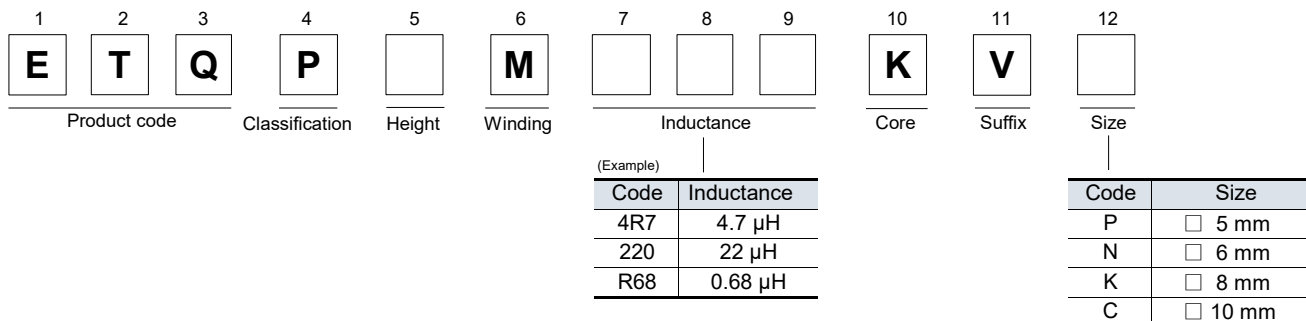 1 2 3 4 5 6 7 8 9 10 11 12
E T Q P M K V
Product code Classification Height Winding Inductance Core Suffix Size
(Example)
Code Inductance
4R7 4.7 µH
220 22 µH
R68 0.68 µH
Code Size
P □ 5 mm
N □ 6 mm
K □ 8 mm
C □ 10 mm